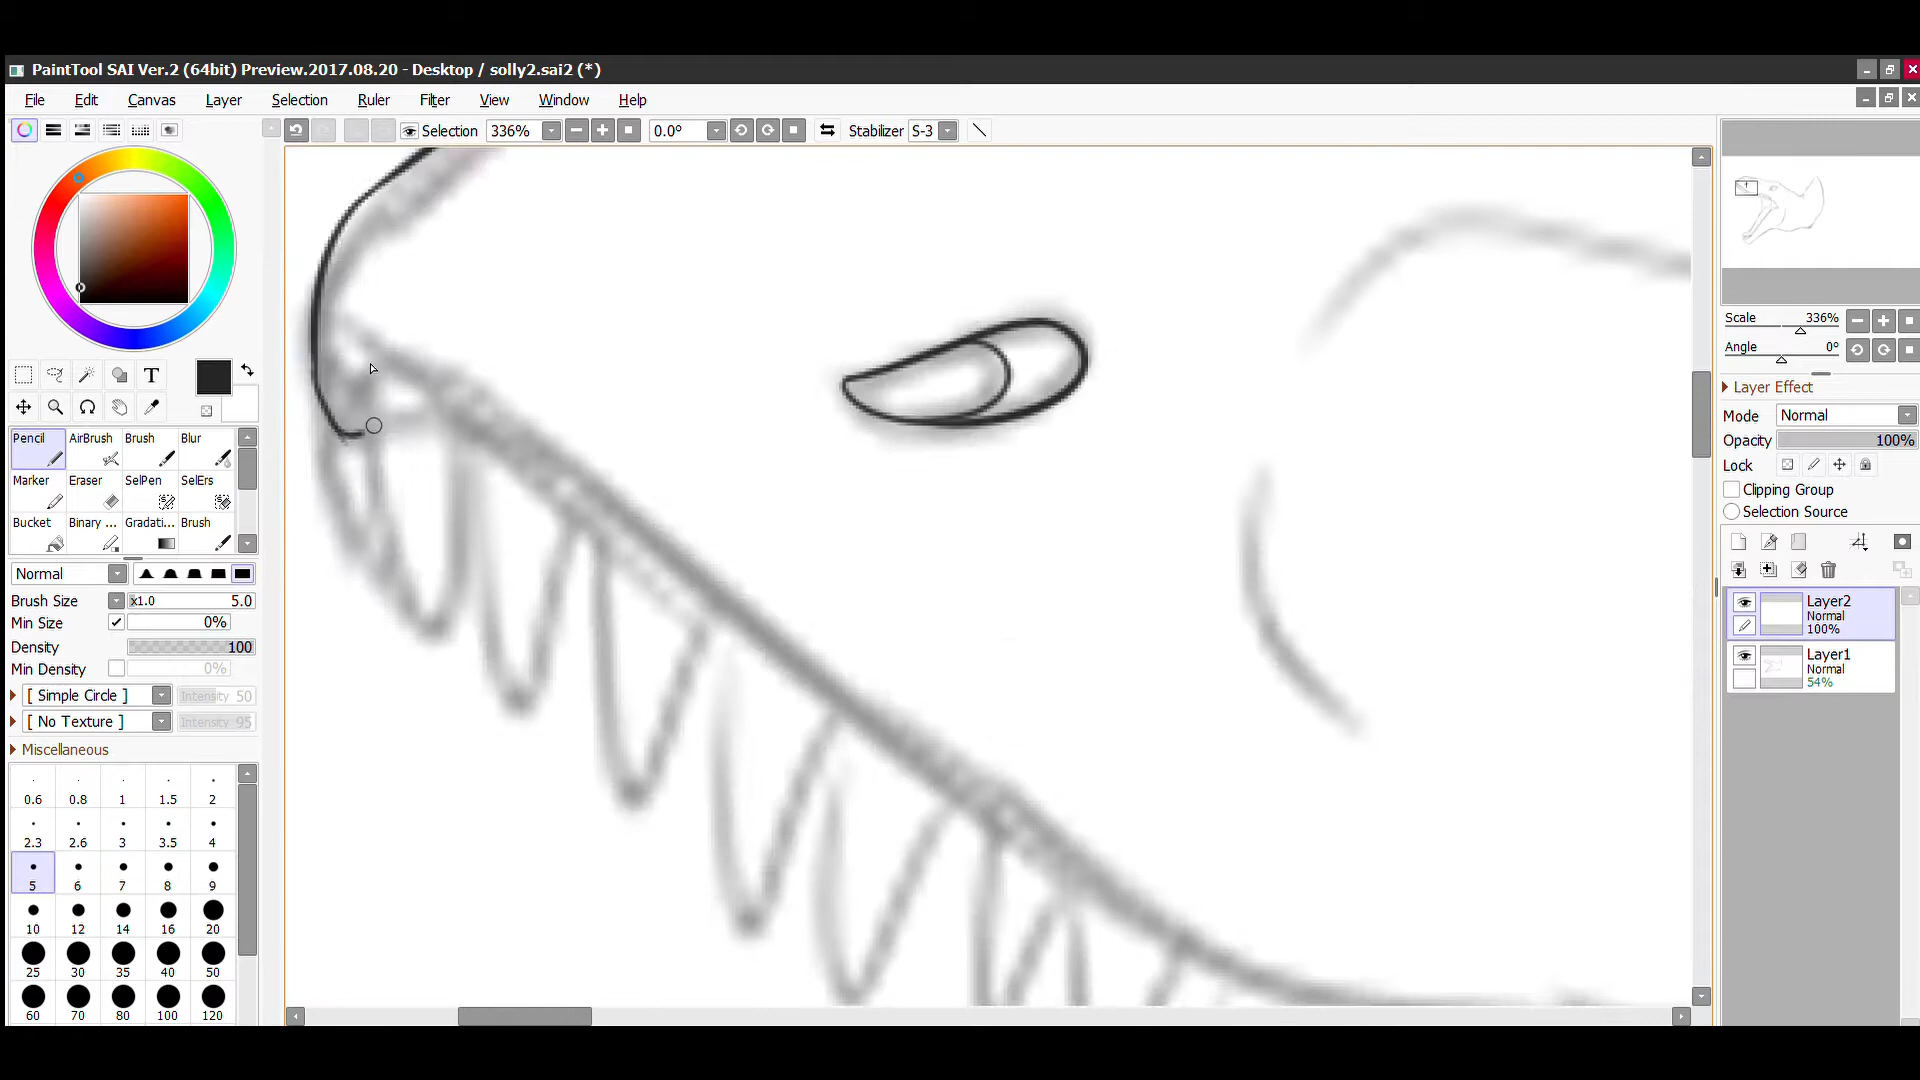 PaintTool SAI Ver.2 (64bit) Preview.2017.08.20 - Desktop / solly2.sai2 (*)
File Edit Canvas Layer Selection Ruler Filter View Window Help
Selection 336% 0.0º Stabilizer S-3
T
Pencil AirBrush Brush Blur
Marker Eraser SelPen SelErs
Bucket Binary ... Gradati... Brush
Normal
Brush Size x1.0 5.0
Min Size 0%
Density 100
Min Density 0%
[ Simple Circle ] Intensity 50
[ No Texture ] Intensity 95
Miscellaneous
0.6 0.8 1 1.5 2
2.3 2.6 3 3.5 4
5 6 7 8 9
10 12 14 16 20
25 30 35 40 50
60 70 80 100 120
Scale 336%
Angle 0º
Layer Effect
Mode Normal
Opacity 100%
Lock
Clipping Group
Selection Source
Layer2
Normal
100%
Layer1
Normal
54%